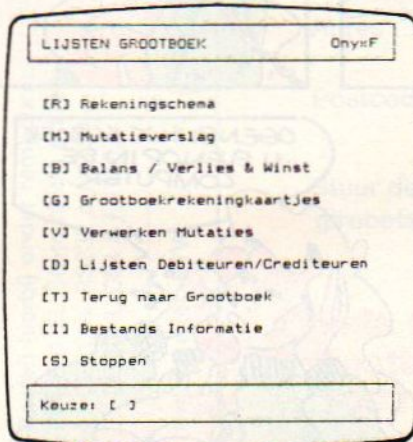 LIJSTEN GROOTBOEK Ony×F
[R] Rekeningschema
[M] Mutatieverslag
[B] Balans / Verlies & Winst
[G] Grootboekrekeningkaartjes
[V] Verwerken Mutaties
[D] Lijsten Debiteuren/Crediteuren
[T] Terug naar Grootboek
[I] Bestands Informatie
[S] Stoppen
Keuze: [ ]